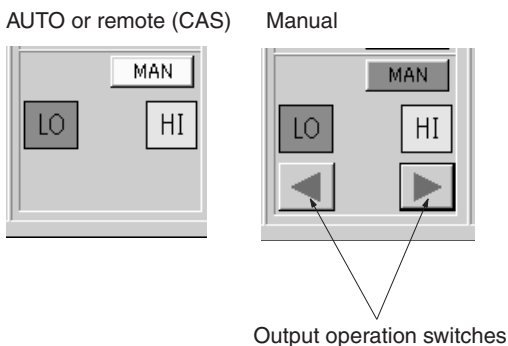 AUTO or remote (CAS) Manual
MAN MAN
LO HI LO HI
Output operation switches